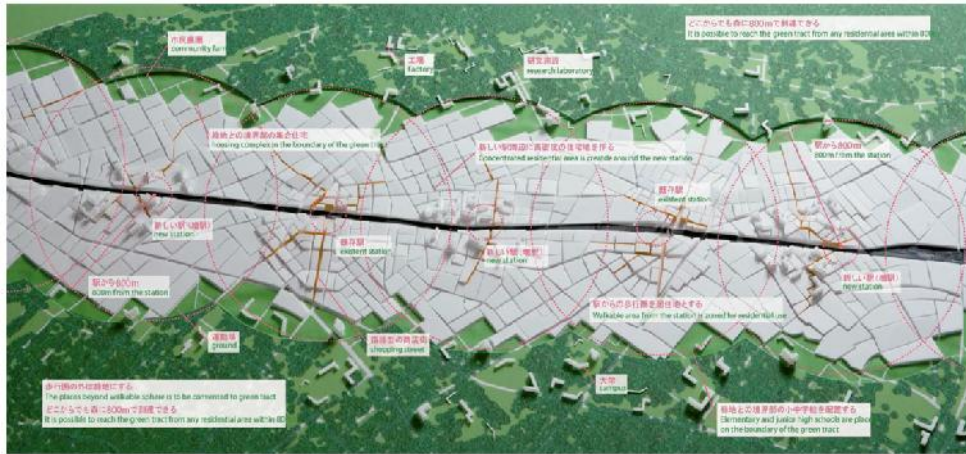 どこからでも森に800mで到達できる
It is possible to reach the green tract from any residential area within 80
市民農園
community farm
工場
factory
研究施設
research laboratory
緑地との境界部の集合住宅
housing complex in the boundary of the green tract
新しい駅周辺に高密度の住宅地を作る
Concentrated residential area is create around the new station
駅から800m
800m from the station
既存駅
existent station
新しい駅
new station
既存駅
existent station
新しい駅
new station
新しい駅
new station
駅から800m
800m from the station
駅からの歩行圏を居住地とする
Walkable area from the station is zoned for residential use
運動場
ground
商店街
shopping street
大学
campus
歩行圏の外は緑地にする
The places beyond walkable sphere is to be converted to green tract
どこからでも森に800mで到達できる
It is possible to reach the green tract from any residential area within 80
緑地との境界部の小中学校を配置する
Elementary and junior high schools are place
on the boundary of the green tract